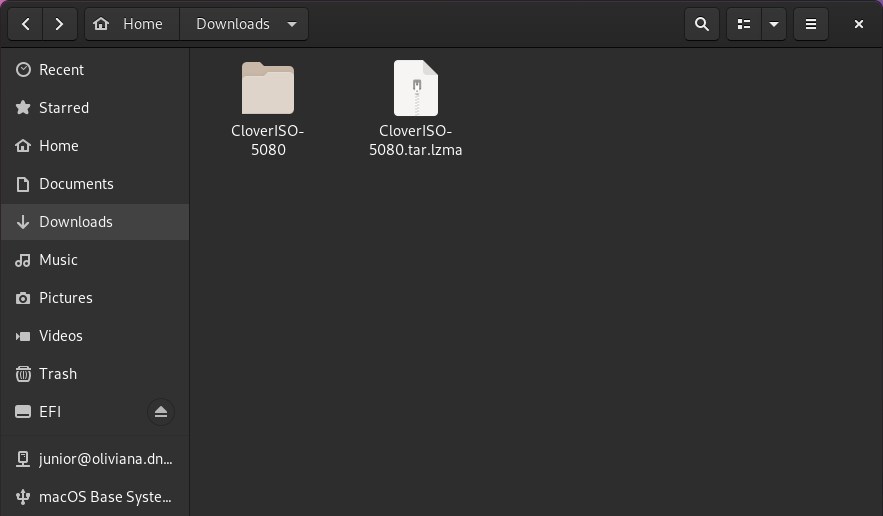 Home Downloads
Recent
Starred
Home
Documents
Downloads
Music
Pictures
Videos
Trash
EFI
junior@oliviana.dn...
macOS Base Syste...
CloverISO-
5080
CloverISO-
5080.tar.lzma